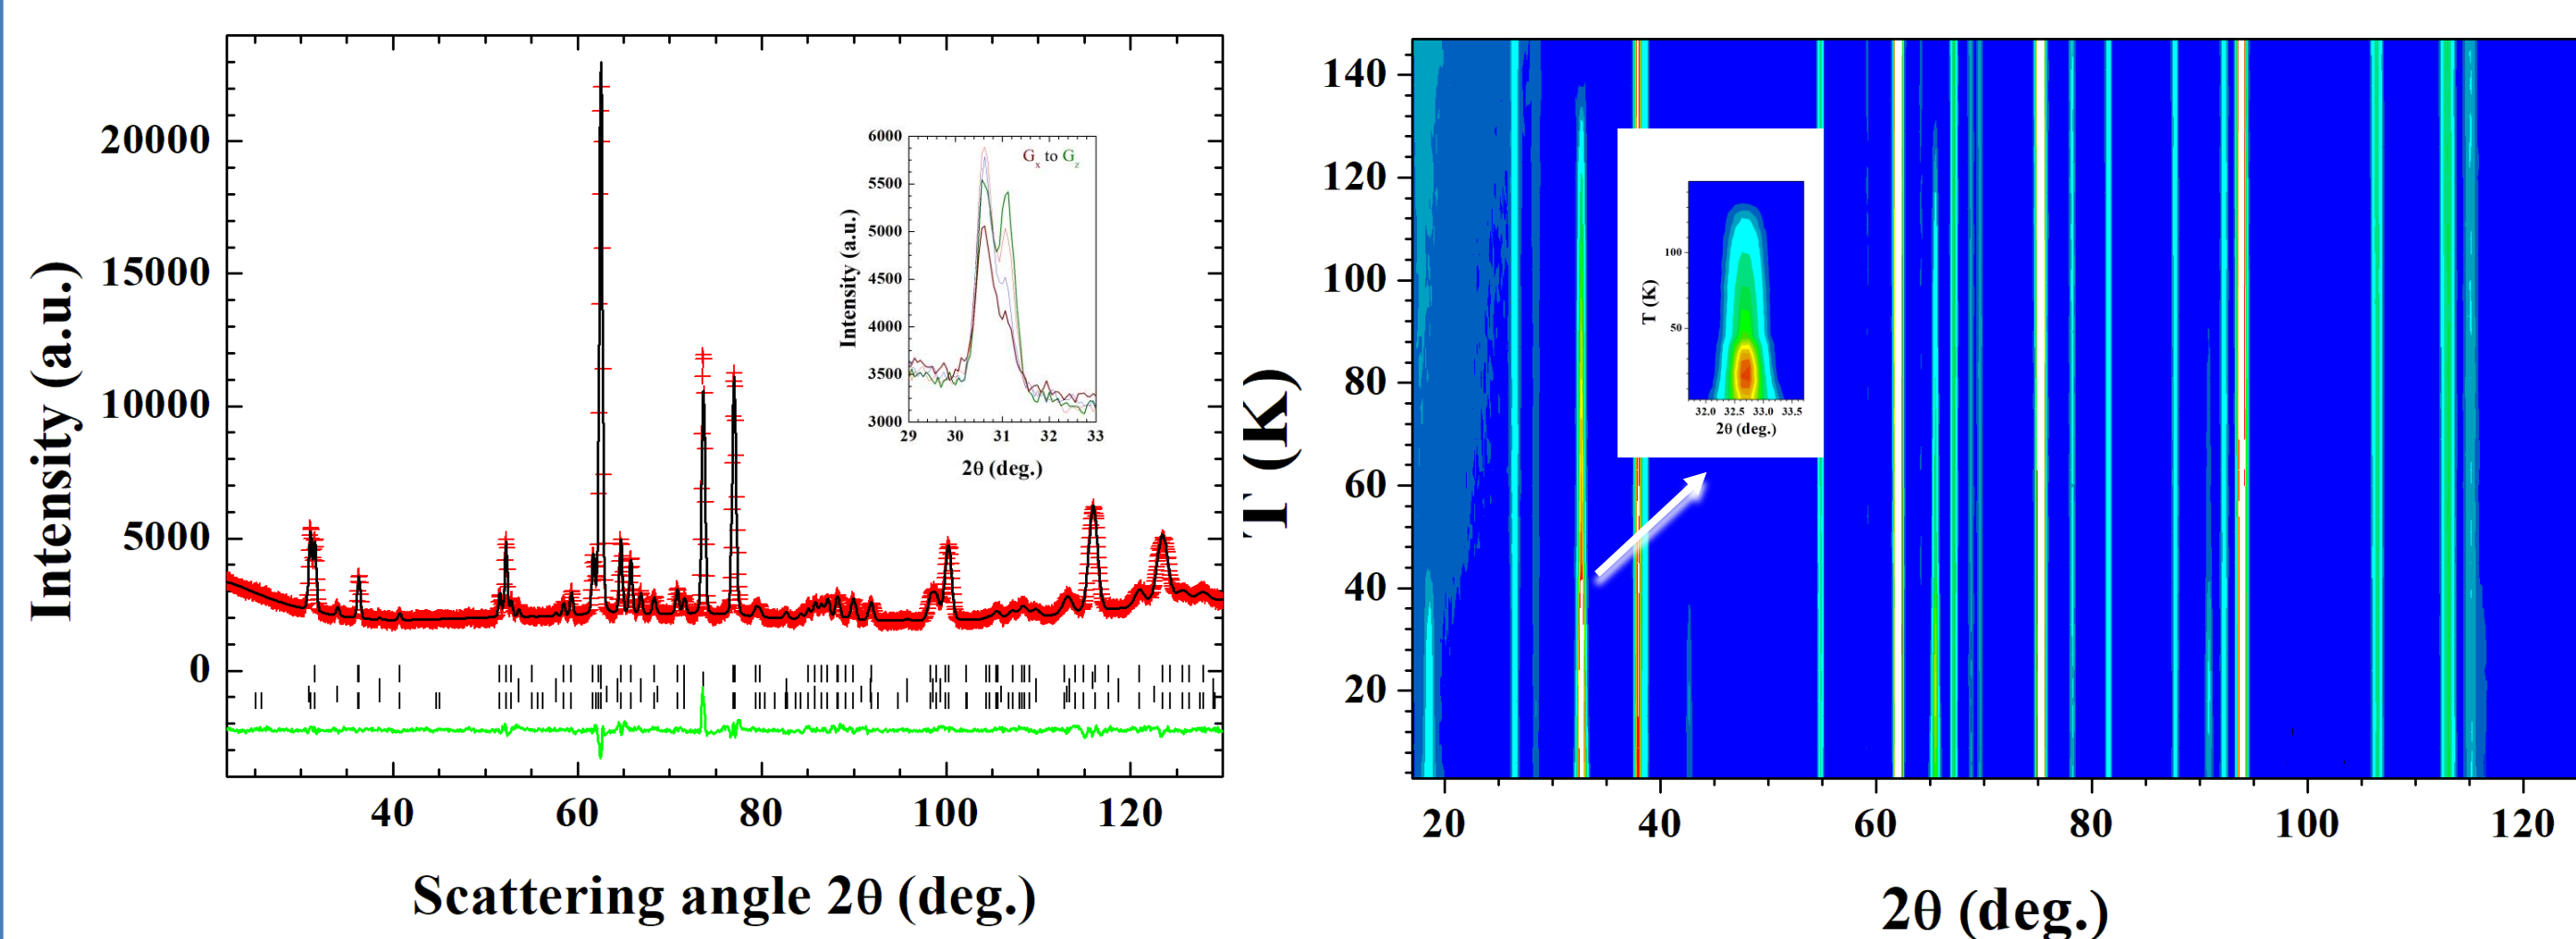 Intensity (a.u.)
20000
15000
10000
5000
0
40 60 80 100 120
Scattering angle 2θ (deg.)
Intensity (a.u.)
6000
5500
5000
4500
4000
3500
3000
29 30 31 32 33
2θ (deg.)
Gx to Gz
T (K)
140
120
100
80
60
40
20
20 40 60 80 100 120
2θ (deg.)
T (K)
100
50
32.0 32.5 33.0 33.5
2θ (deg.)